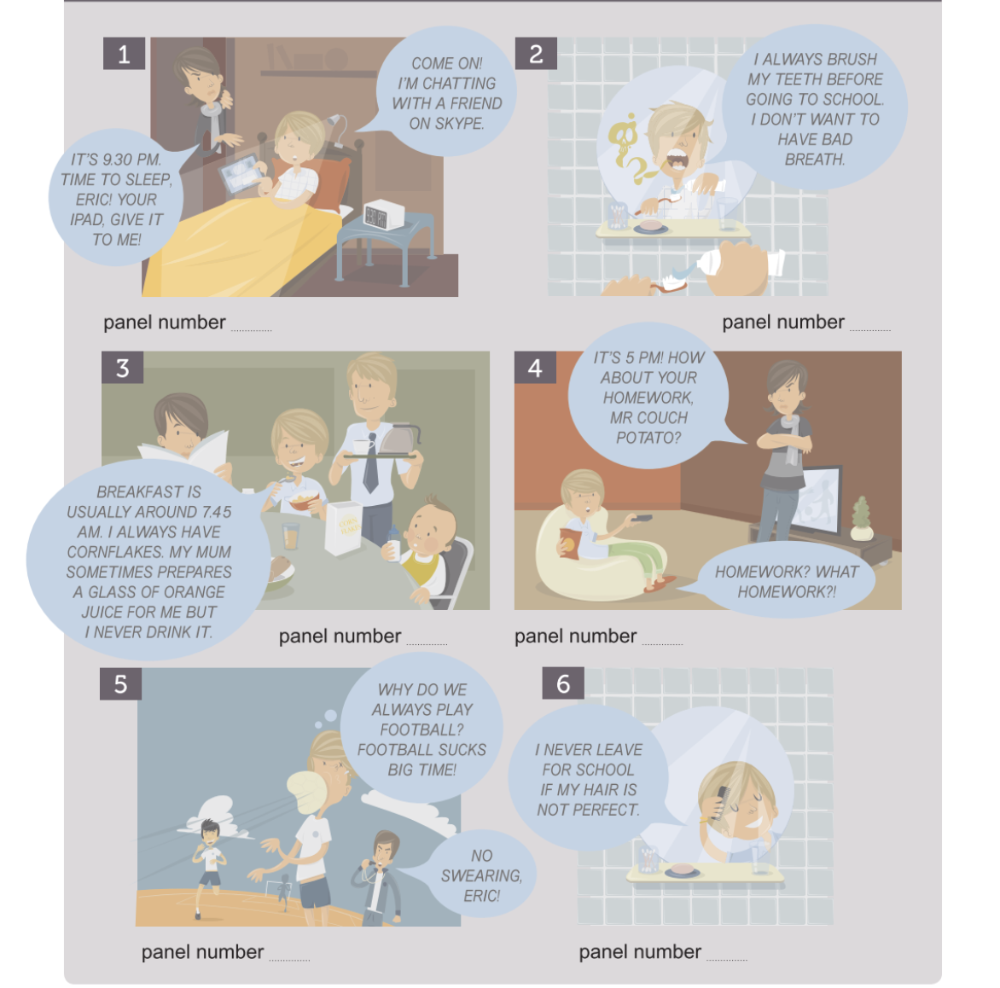 1
COME ON!
I'M CHATTING
WITH A FRIEND
ON SKYPE.
IT'S 9.30 PM.
TIME TO SLEEP,
ERIC! YOUR
IPAD, GIVE IT
TO ME!
panel number
2
I ALWAYS BRUSH
MY TEETH BEFORE
GOING TO SCHOOL.
I DON'T WANT TO
HAVE BAD
BREATH.
panel number
3
BREAKFAST IS
USUALLY AROUND 7.45
AM. I ALWAYS HAVE
CORNFLAKES. MY MUM
SOMETIMES PREPARES
A GLASS OF ORANGE
JUICE FOR ME BUT
I NEVER DRINK IT.
CORN
FLAKES
panel number
4
IT'S 5 PM! HOW
ABOUT YOUR
HOMEWORK,
MR COUCH
POTATO?
HOMEWORK? WHAT
HOMEWORK?!
panel number
5
WHY DO WE
ALWAYS PLAY
FOOTBALL?
FOOTBALL SUCKS
BIG TIME!
NO
SWEARING,
ERIC!
panel number
6
I NEVER LEAVE
FOR SCHOOL
IF MY HAIR IS
NOT PERFECT.
panel number